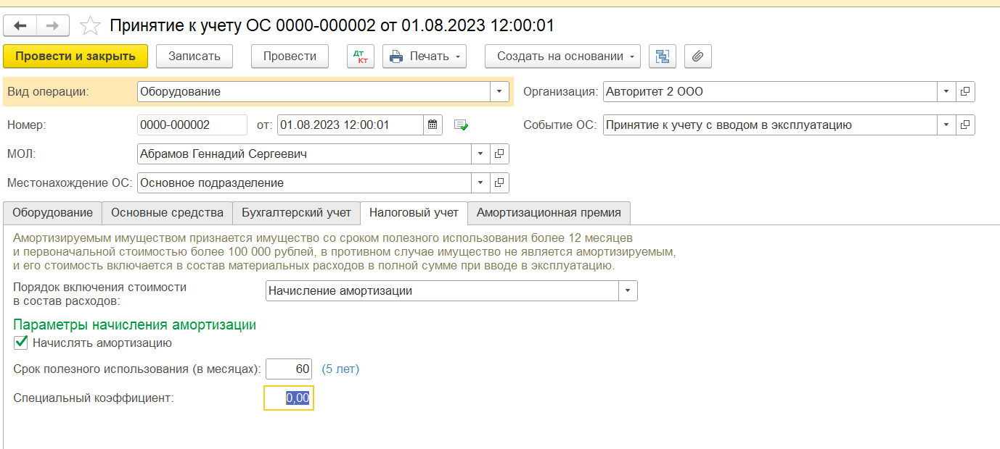 Принятие к учету ОС 0000-000002 от 01.08.2023 12:00:01
Провести и закрыть Записать Провести Дт Кт Печать Создать на основании
Вид операции: Оборудование Организация: Авторитет 2 ООО
Номер: 0000-000002 от: 01.08.2023 12:00:01 Событие ОС: Принятие к учету с вводом в эксплуатацию
МОЛ: Абрамов Геннадий Сергеевич
Местонахождение ОС: Основное подразделение
Оборудование Основные средства Бухгалтерский учет Налоговый учет Амортизационная премия
Амортизируемым имуществом признается имущество со сроком полезного использования более 12 месяцев
и первоначальной стоимостью более 100 000 рублей, в противном случае имущество не является амортизируемым,
и его стоимость включается в состав материальных расходов в полной сумме при вводе в эксплуатацию.
Порядок включения стоимости
в состав расходов: Начисление амортизации
Параметры начисления амортизации
Начислять амортизацию
Срок полезного использования (в месяцах): 60 (5 лет)
Специальный коэффициент: 0,00